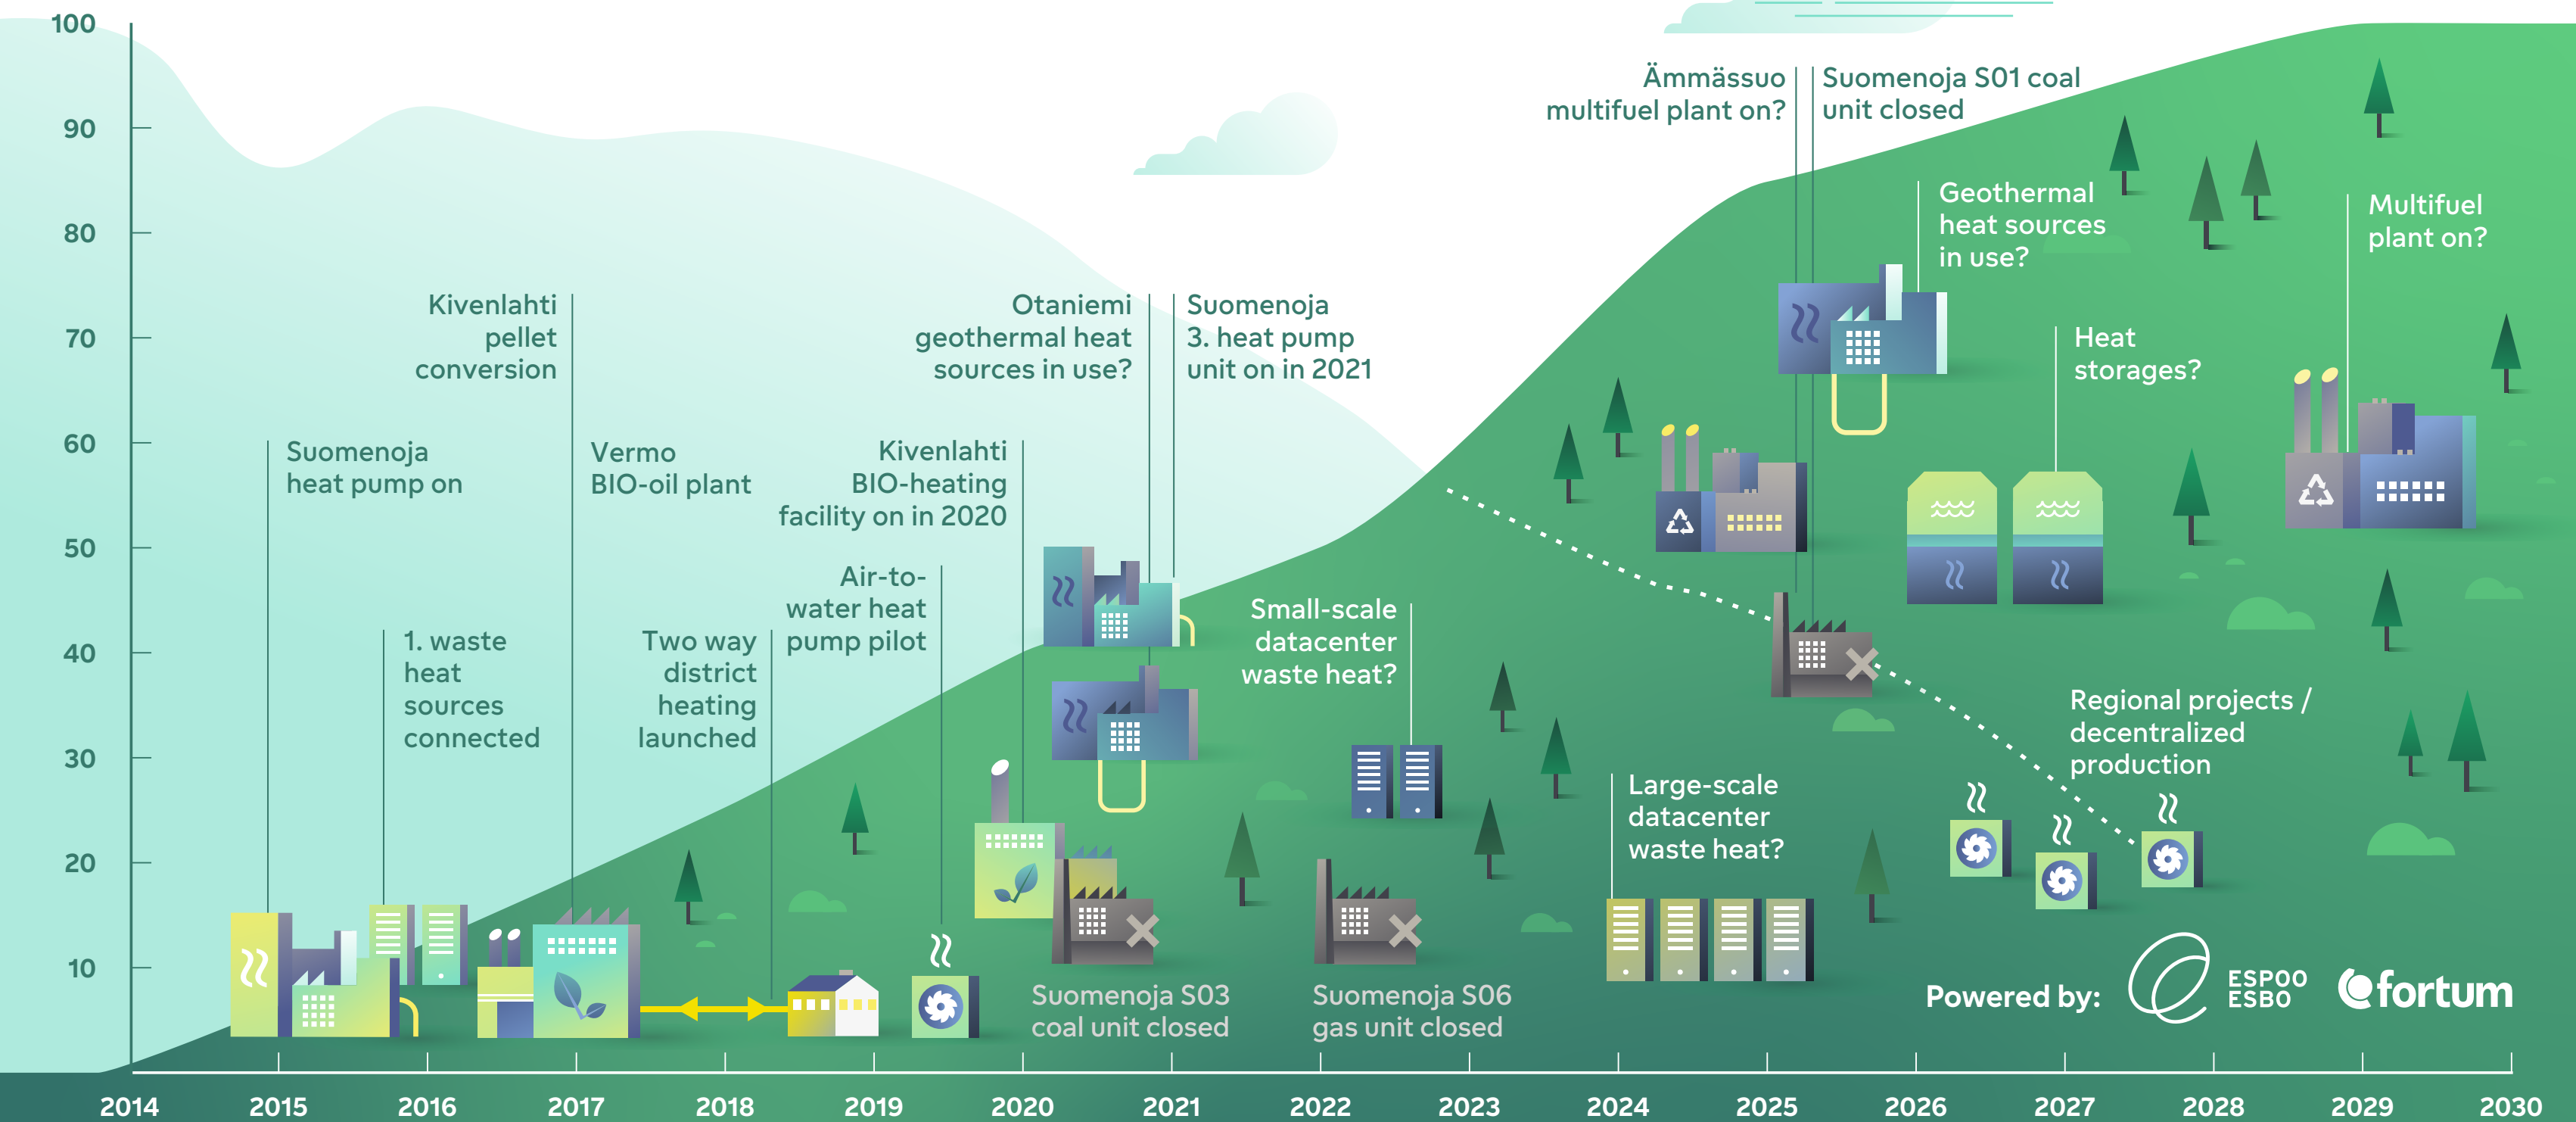 100
90
80
70
60
50
40
30
20
10
Suomenoja
heat pump on
1. waste
heat
sources
connected
Kivenlahti
pellet
conversion
Vermo
BIO-oil plant
Two way
district
heating
launched
Air-to-
water heat
pump pilot
Kivenlahti
BIO-heating
facility on in 2020
Otaniemi
geothermal heat
sources in use?
Suomenoja
3. heat pump
unit on in 2021
Suomenoja S03
coal unit closed
Suomenoja S06
gas unit closed
Small-scale
datacenter
waste heat?
Large-scale
datacenter
waste heat?
Ämmässuo
multifuel plant on?
Suomenoja S01 coal
unit closed
Geothermal
heat sources
in use?
Heat
storages?
Multifuel
plant on?
Regional projects /
decentralized
production
Powered by:
ESPOO
ESBO
fortum
2014
2015
2016
2017
2018
2019
2020
2021
2022
2023
2024
2025
2026
2027
2028
2029
2030